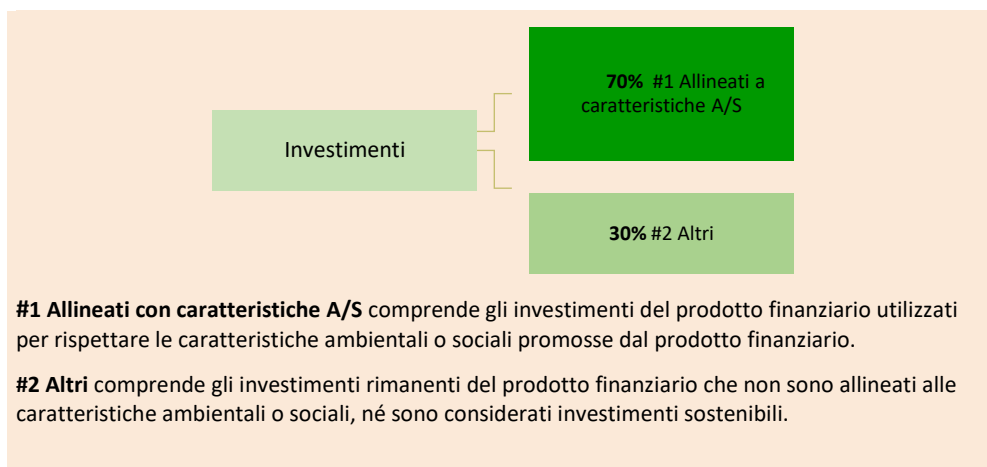 70% #1 Allineati a
caratteristiche A/S
Investimenti
30% #2 Altri
#1 Allineati con caratteristiche A/S comprende gli investimenti del prodotto finanziario utilizzati
per rispettare le caratteristiche ambientali o sociali promosse dal prodotto finanziario.
#2 Altri comprende gli investimenti rimanenti del prodotto finanziario che non sono allineati alle
caratteristiche ambientali o sociali, né sono considerati investimenti sostenibili.